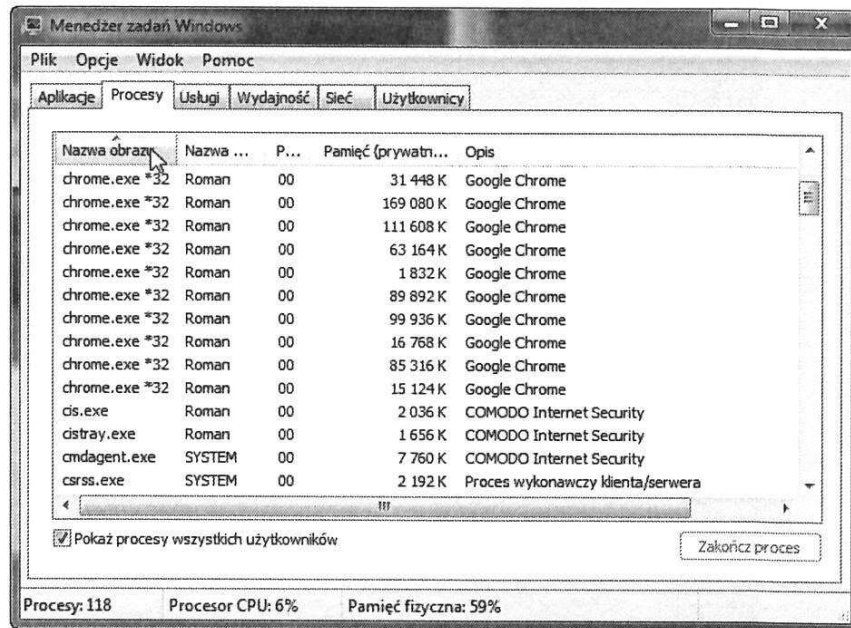 Menedżer zadań Windows
Plik Opcje Widok Pomoc
Aplikacje Procesy Usługi Wydajność Sieć Użytkownicy
Nazwa obrazu Nazwa ... P... Pamięć (prywatn... Opis
chrome.exe *32 Roman 00 31 448 K Google Chrome
chrome.exe *32 Roman 00 169 080 K Google Chrome
chrome.exe *32 Roman 00 111 608 K Google Chrome
chrome.exe *32 Roman 00 63 164 K Google Chrome
chrome.exe *32 Roman 00 1 832 K Google Chrome
chrome.exe *32 Roman 00 89 892 K Google Chrome
chrome.exe *32 Roman 00 99 936 K Google Chrome
chrome.exe *32 Roman 00 16 768 K Google Chrome
chrome.exe *32 Roman 00 85 316 K Google Chrome
chrome.exe *32 Roman 00 15 124 K Google Chrome
cis.exe Roman 00 2 036 K COMODO Internet Security
cistray.exe Roman 00 1 656 K COMODO Internet Security
cmdagent.exe SYSTEM 00 7 760 K COMODO Internet Security
csrss.exe SYSTEM 00 2 192 K Proces wykonawczy klienta/serwera
Pokaż procesy wszystkich użytkowników
Zakończ proces
Procesy: 118 Procesor CPU: 6% Pamięć fizyczna: 59%